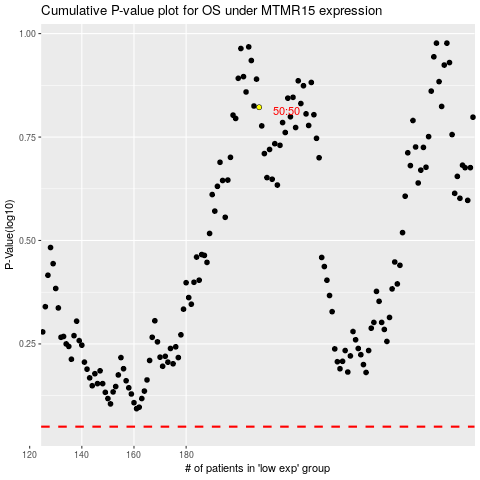 Cumulative P-value plot for OS under MTMR15 expression
1.00
0.75
0.50
0.25
P-Value(log10)
50:50
120 140 160 180
# of patients in 'low exp' group